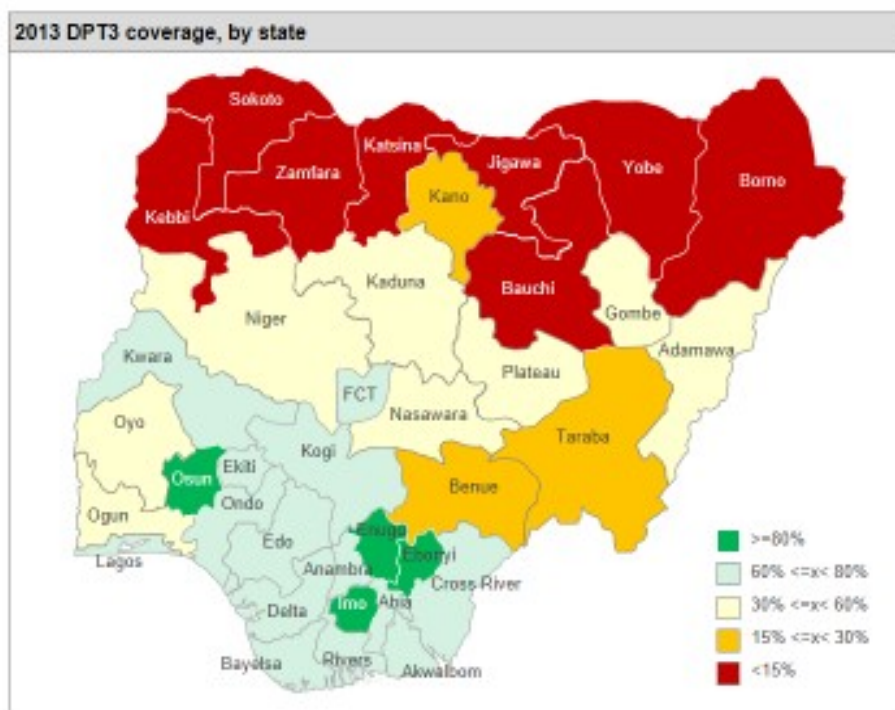 2013 DPT3 coverage, by state
Sokoto
Katsina
Zamfara
Jigawa
Yobe
Borno
Kano
Kebbi
Kaduna
Bauchi
Niger
Gombe
Adamawa
Kwara
Plateau
FCT
Nasawara
Oyo
Taraba
Kogi
Osun
Ekiti
Benue
Ondo
Ogun
Enugu
Edo
Ebonyi
Lagos
Anambra
Cross River
Imo
Abia
Delta
Bayelsa
Rivers
Akwa Ibom
>=80%
60% <=x< 80%
30% <=x< 60%
15% <=x< 30%
<15%